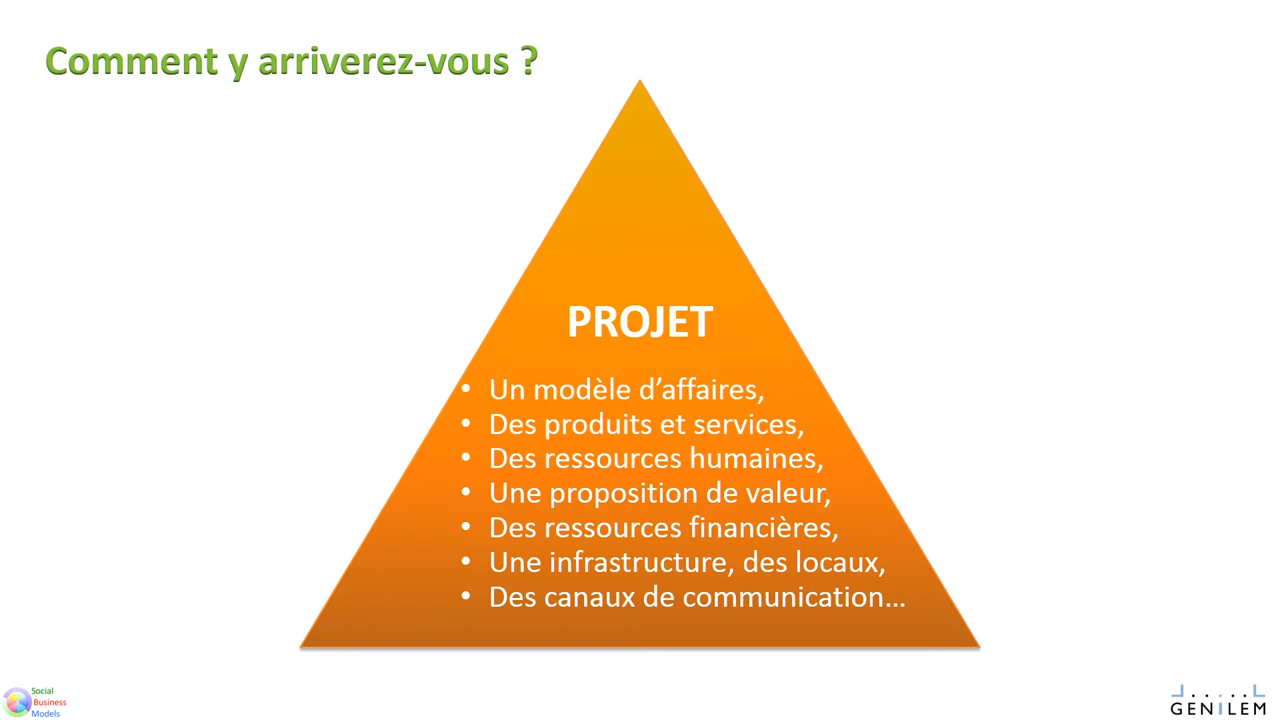 Comment y arriverez-vous ?
PROJET
• Un modèle d’affaires,
• Des produits et services,
• Des ressources humaines,
• Une proposition de valeur,
• Des ressources financières,
• Une infrastructure, des locaux,
• Des canaux de communication…
Social
Business
Models
GENILEM